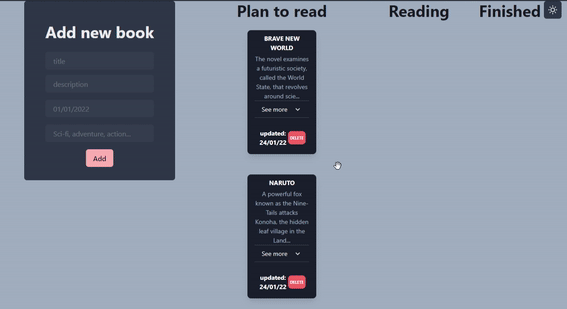 Add new book
title
description
01/01/2022
Sci-fi, adventure, action...
Add
Plan to read
BRAVE NEW
WORLD
The novel examines
a futuristic society,
called the World
State, that revolves
around scie...
See more
updated:
24/01/22
DELETE
NARUTO
A powerful fox
known as the Nine-
Tails attacks
Konoha, the hidden
leaf village in the
Land...
See more
updated:
24/01/22
DELETE
Reading
Finished